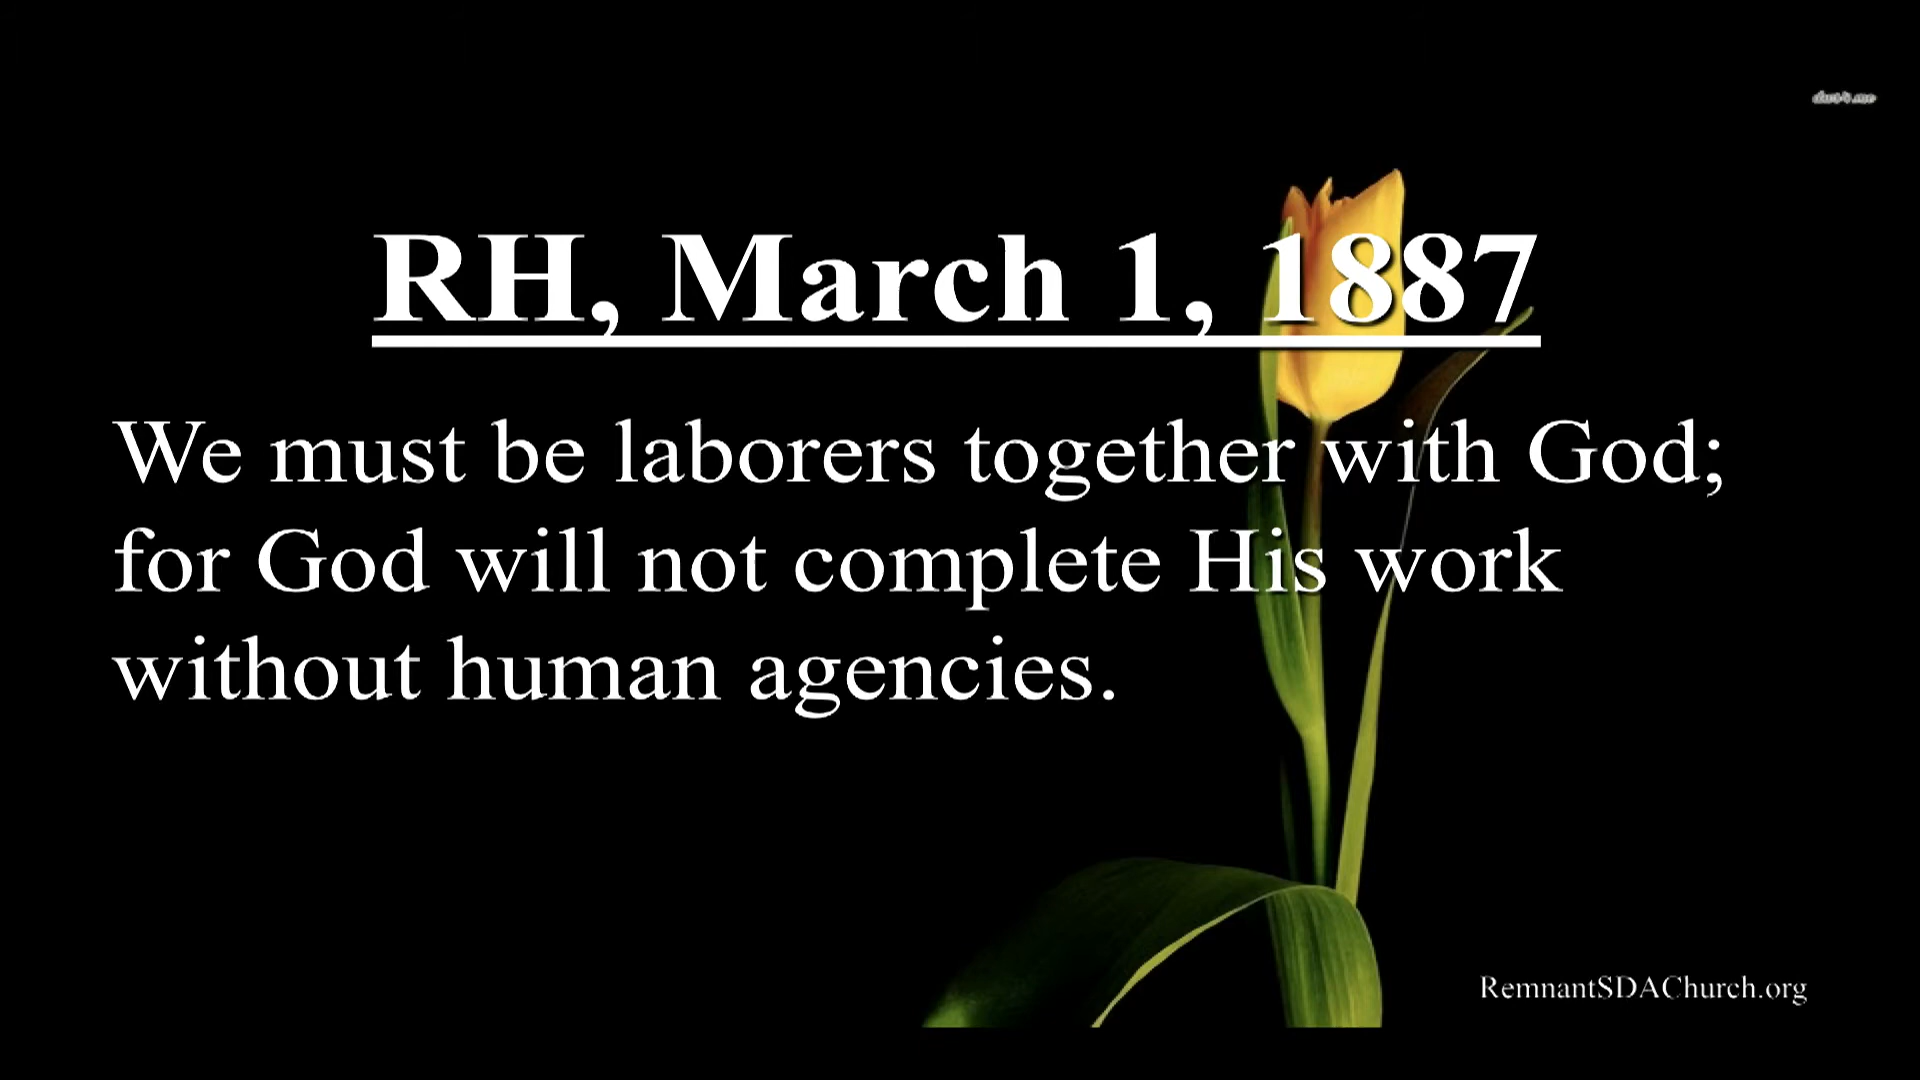 RH, March 1, 1887
We must be laborers together with God;
for God will not complete His work
without human agencies.
RemnantSDAChurch.org